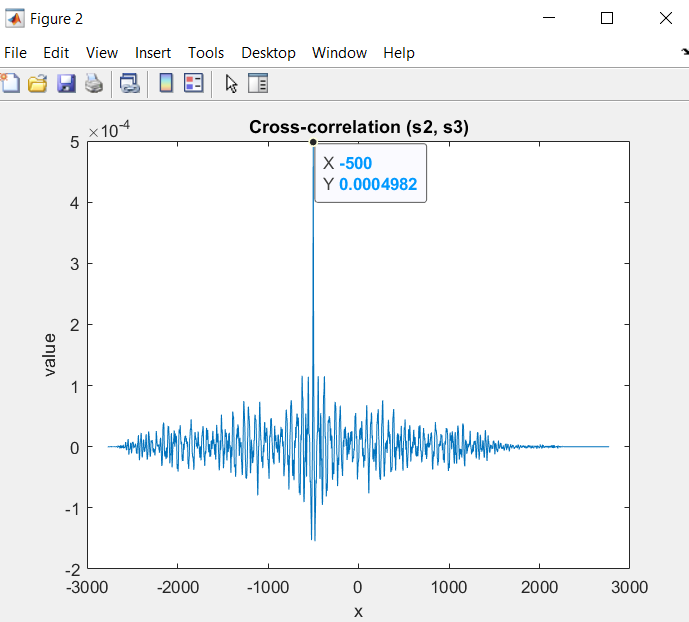 Figure 2
File Edit View Insert Tools Desktop Window Help
×10-4
Cross-correlation (s2, s3)
X -500
Y 0.0004982
5
4
3
2
1
0
-1
-2
value
-3000 -2000 -1000 0 1000 2000 3000
x